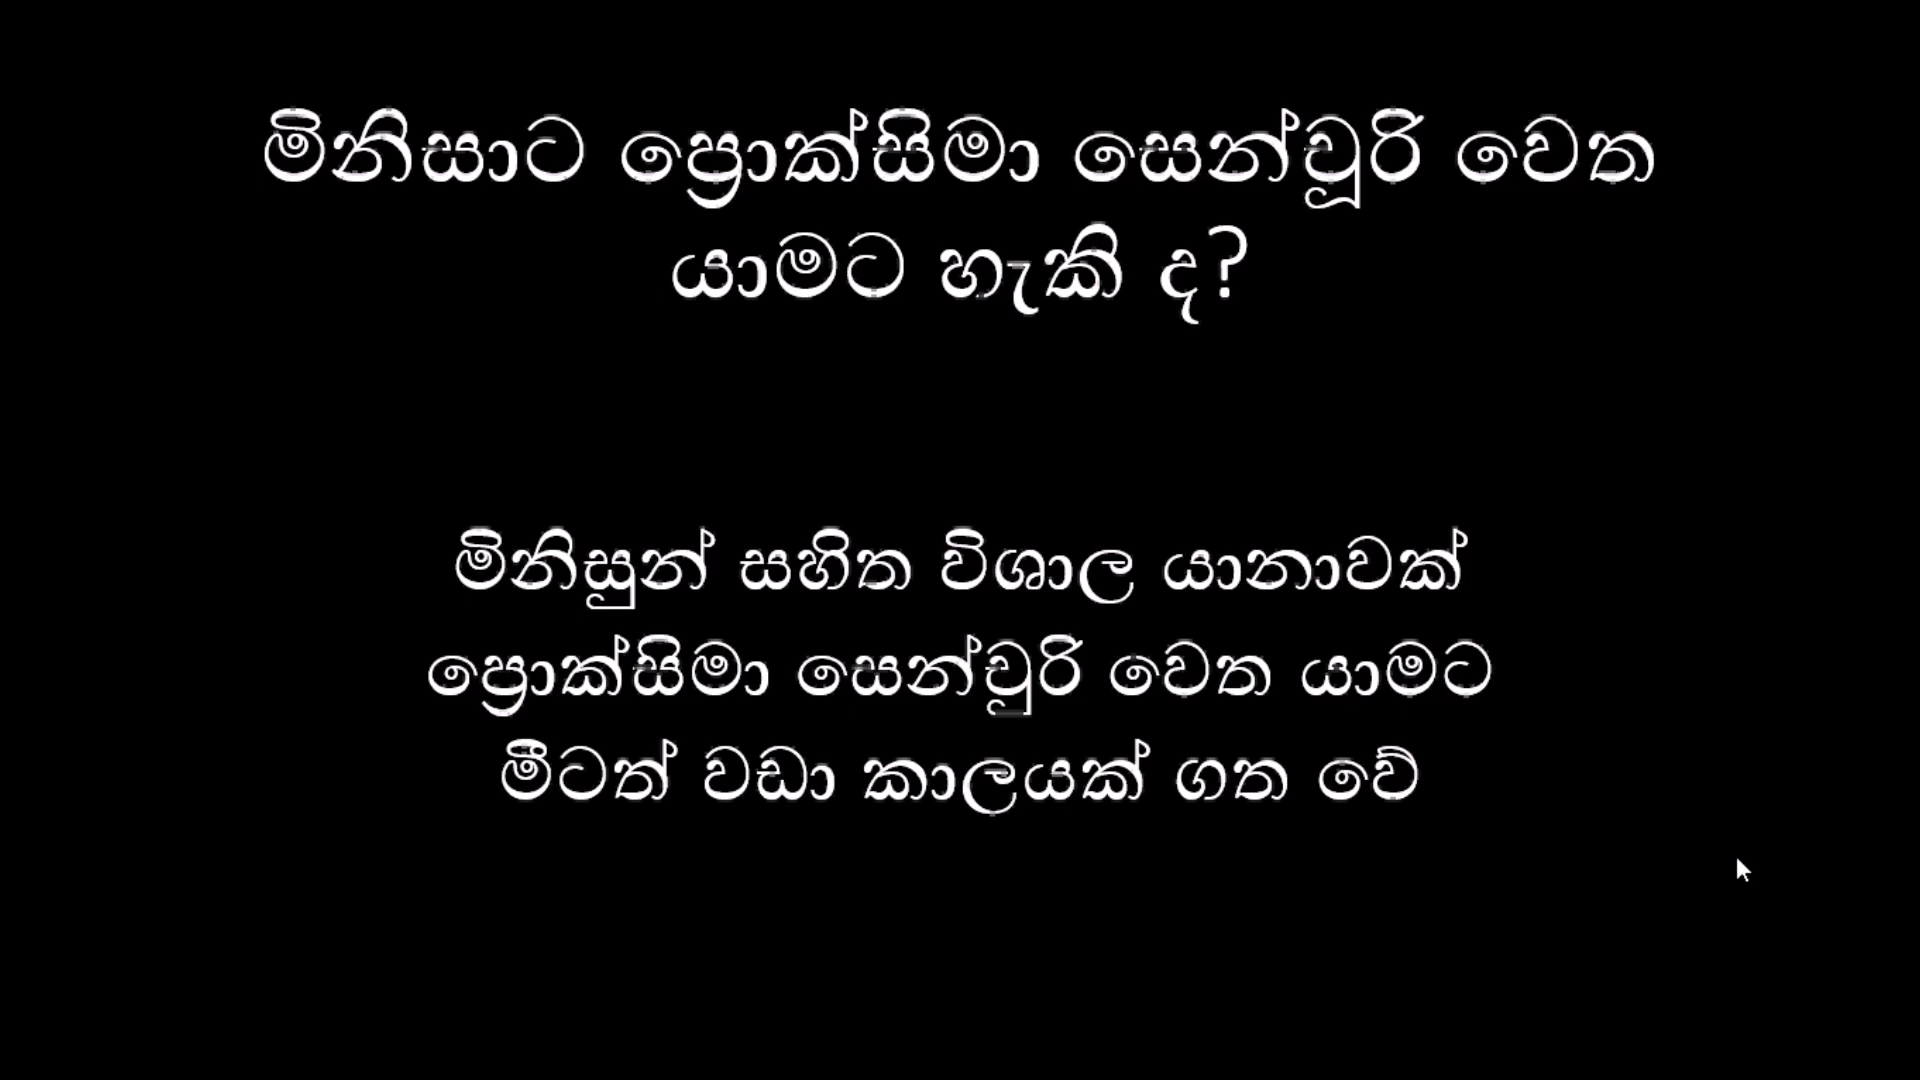 මිනිසාට ප්‍රොක්සිමා සෙන්චූරි වෙත
යාමට හැකි ද?
මිනිසුන් සහිත විශාල යානාවක්
ප්‍රොක්සිමා සෙන්චුරි වෙත යාමට
මීටත් වඩා කාලයක් ගත වේ